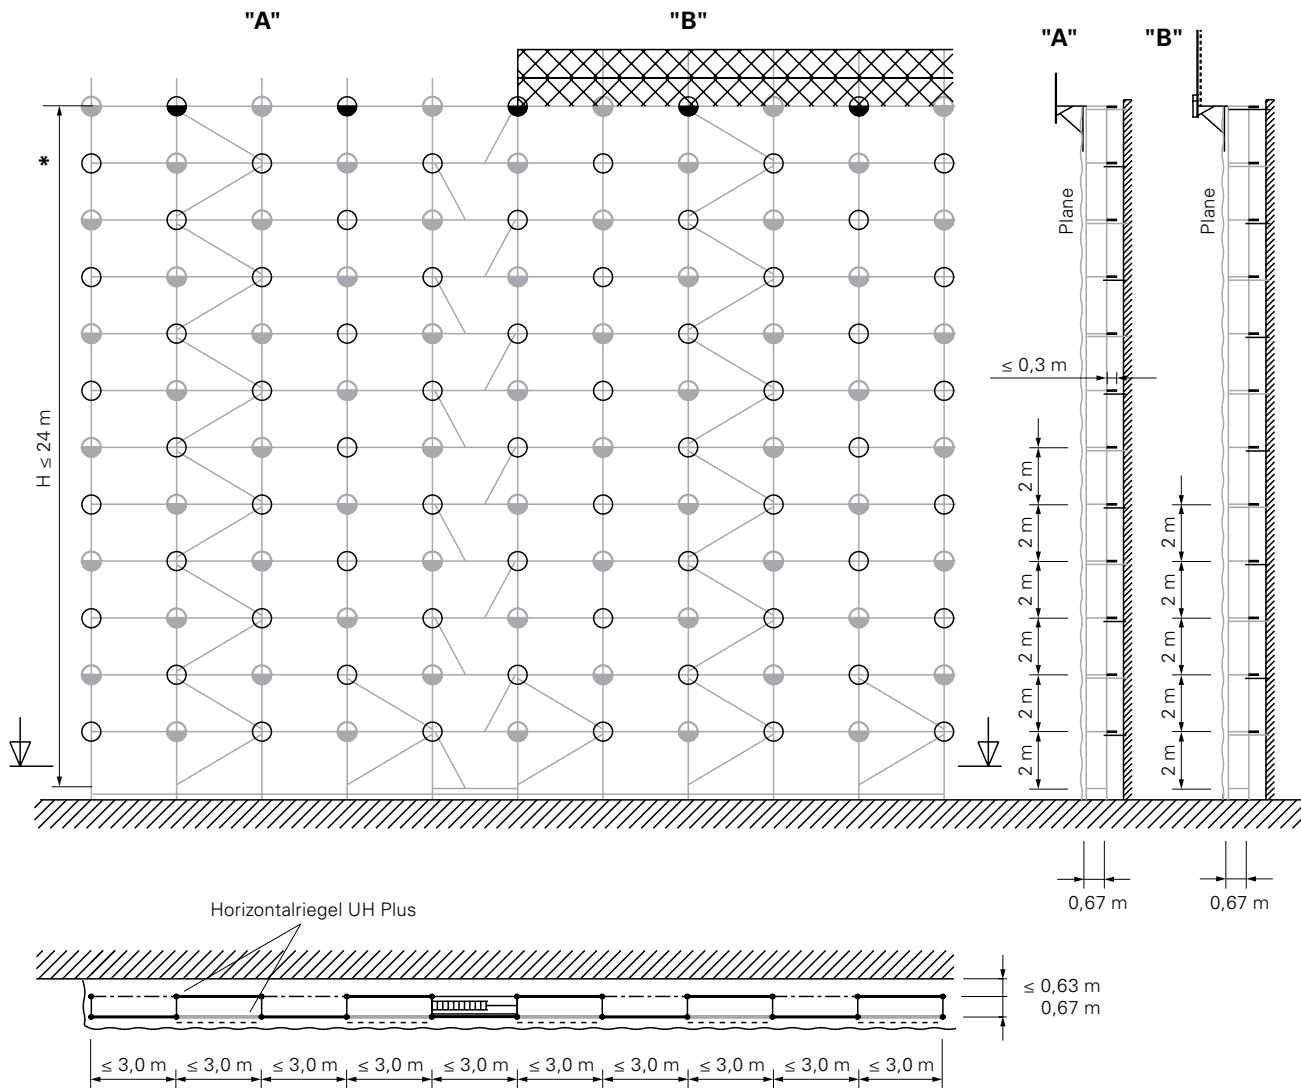 "A"
"B"
"A"
"B"
*
Plane
Plane
≤ 0,3 m
H ≤ 24 m
2 m
2 m
2 m
2 m
2 m
2 m
2 m
2 m
2 m
2 m
2 m
0,67 m
0,67 m
Horizontalriegel UH Plus
≤ 0,63 m
0,67 m
≤ 3,0 m ≤ 3,0 m ≤ 3,0 m ≤ 3,0 m ≤ 3,0 m ≤ 3,0 m ≤ 3,0 m ≤ 3,0 m ≤ 3,0 m ≤ 3,0 m